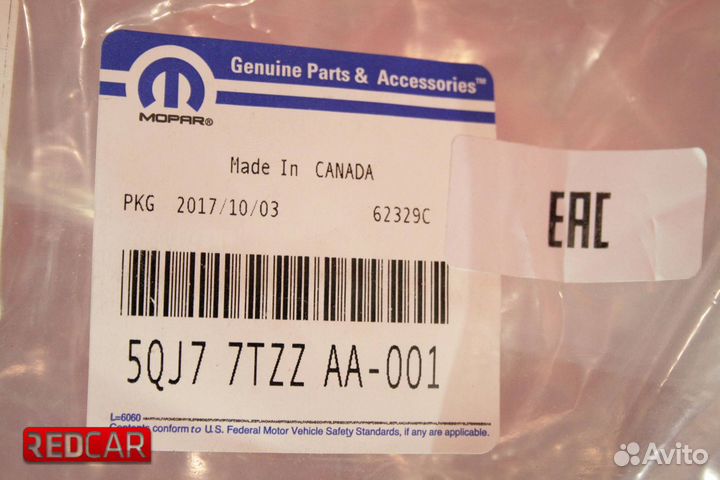 Genuine Parts & Accessories™
MOPAR®
Made In CANADA
PKG 2017/10/03 62329C
EAC
5QJ7 7TZZ AA-001
L=6060
Contents conform to U.S. Federal Motor Vehicle Safety Standards, if any are applicable.
REDCAR
Avito